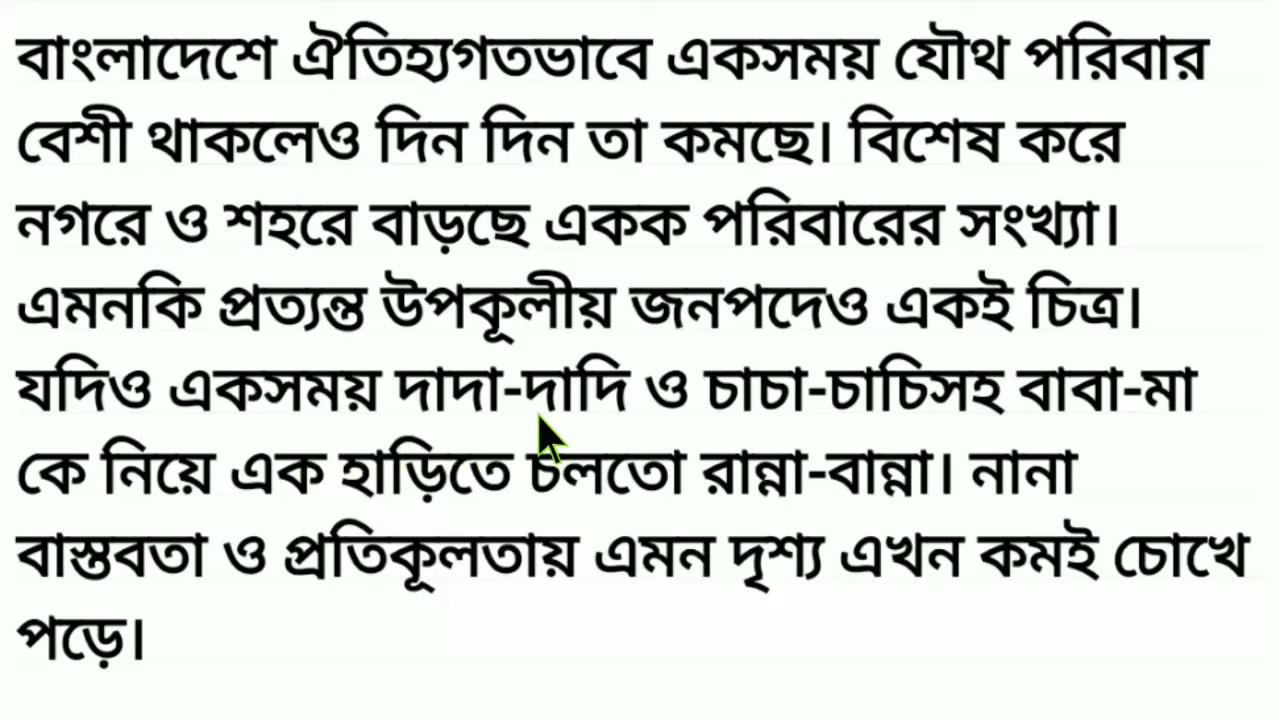 বাংলাদেশে ঐতিহ্যগতভাবে একসময় যৌথ পরিবার
বেশী থাকলেও দিন দিন তা কমছে। বিশেষ করে
নগরে ও শহরে বাড়ছে একক পরিবারের সংখ্যা।
এমনকি প্রত্যন্ত উপকূলীয় জনপদেও একই চিত্র।
যদিও একসময় দাদা-দাদি ও চাচা-চাচিসহ বাবা-মা
কে নিয়ে এক হাড়িতে চলতো রান্না-বান্না। নানা
বাস্তবতা ও প্রতিকূলতায় এমন দৃশ্য এখন কমই চোখে
পড়ে।